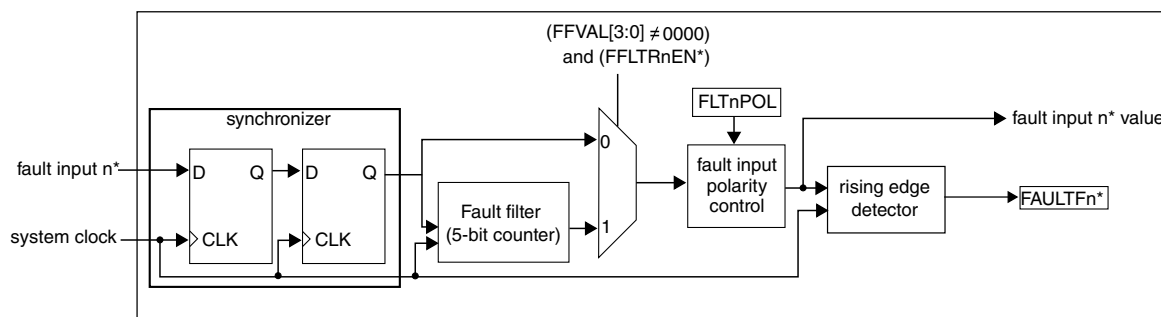 (FFVAL[3:0] ≠ 0000)
and (FFLTRnEN*)
FLTnPOL
synchronizer
fault input n* value
fault input n*
D Q
D Q
0
fault input
polarity
control
rising edge
detector
FAULTFn*
Fault filter
(5-bit counter)
1
system clock
CLK
CLK